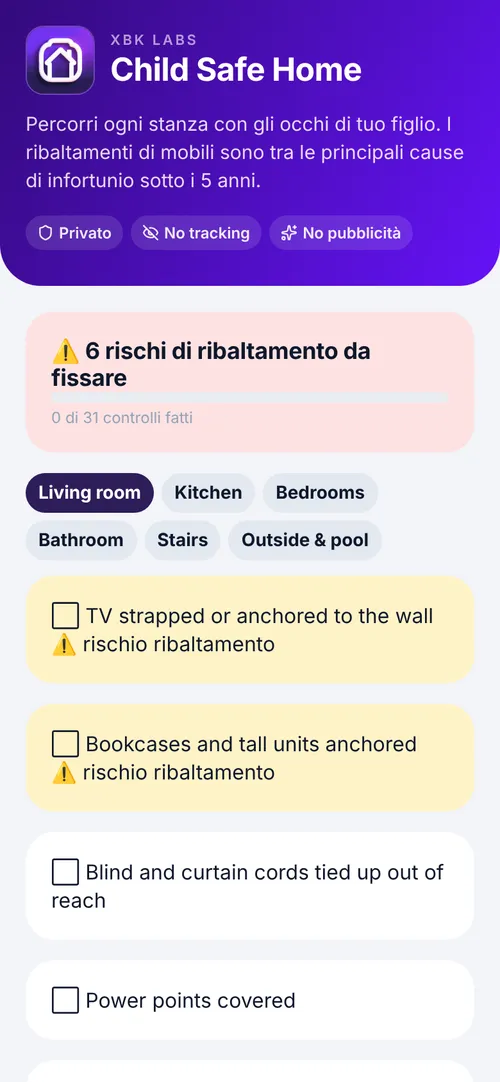 XBK LABS
Child Safe Home
Percorri ogni stanza con gli occhi di tuo figlio. I
ribaltamenti di mobili sono tra le principali cause
di infortunio sotto i 5 anni.
Privato
No tracking
No pubblicità
⚠️ 6 rischi di ribaltamento da
fissare
0 di 31 controlli fatti
Living room
Kitchen
Bedrooms
Bathroom
Stairs
Outside & pool
TV strapped or anchored to the wall
⚠️ rischio ribaltamento
Bookcases and tall units anchored
⚠️ rischio ribaltamento
Blind and curtain cords tied up out of
reach
Power points covered